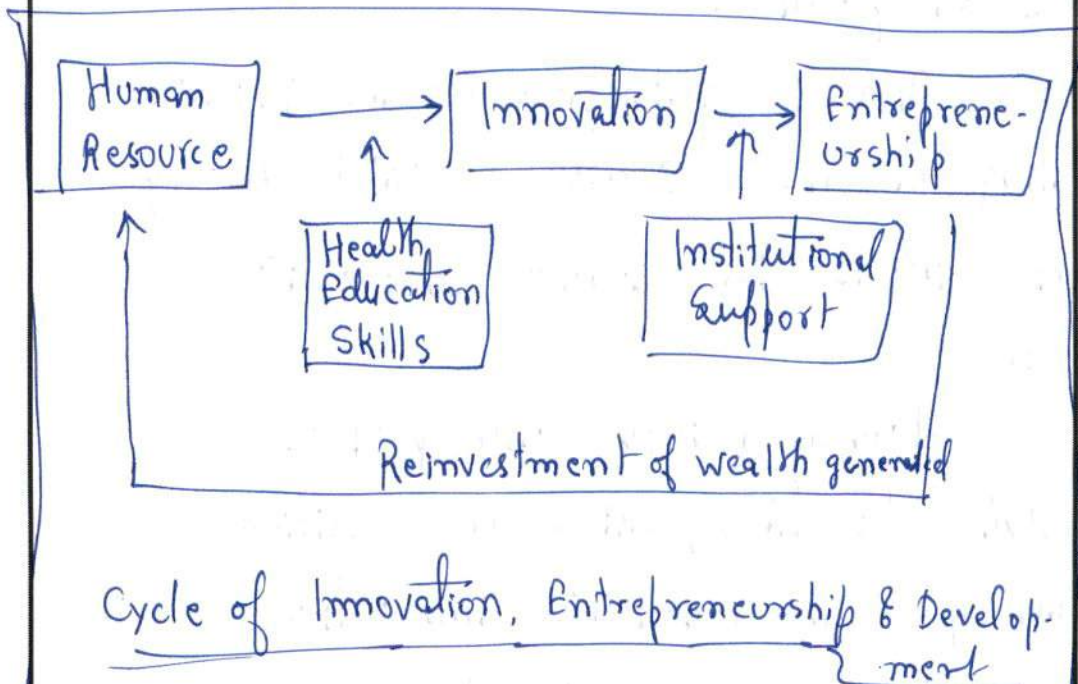 Human
Resource
Innovation
Entreprene-
urship
Health,
Education
Skills
Institutional
Support
Reinvestment of wealth generated
Cycle of Innovation, Entrepreneurship & Develop-
ment